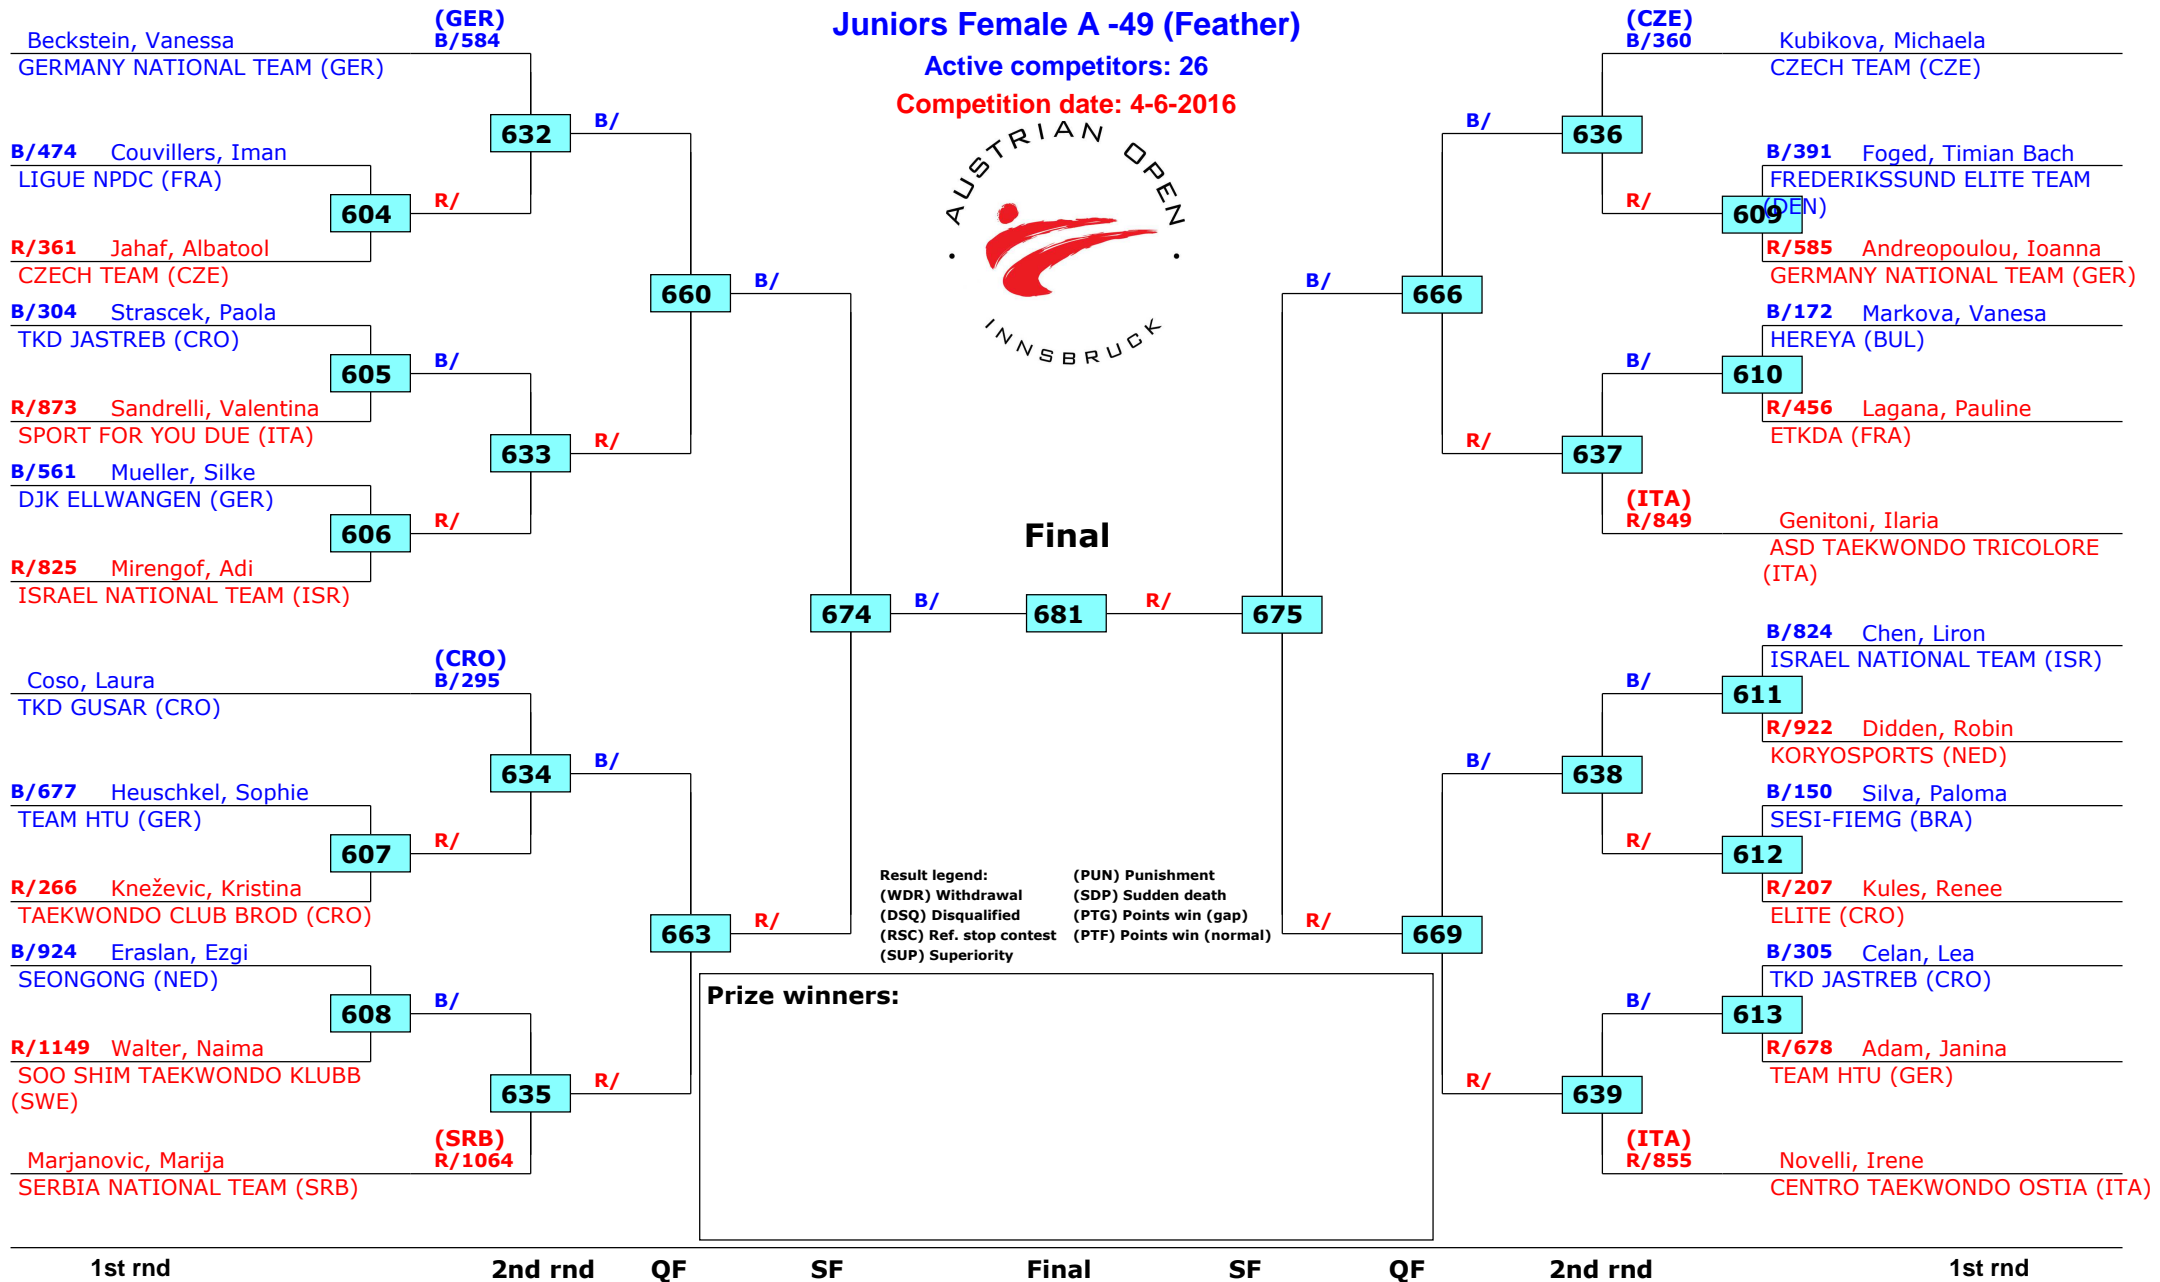 Juniors Female A -49 (Feather)
Active competitors: 26
Competition date: 4-6-2016
AUSTRIAN OPEN
INNSBRUCK
(GER)
Beckstein, Vanessa B/584
GERMANY NATIONAL TEAM (GER)
632
B/
B/474 Couvillers, Iman
LIGUE NPDC (FRA)
604
R/
R/361 Jahaf, Albatool
CZECH TEAM (CZE)
660
B/
B/304 Strascek, Paola
TKD JASTREB (CRO)
605
B/
R/873 Sandrelli, Valentina
SPORT FOR YOU DUE (ITA)
633
R/
B/561 Mueller, Silke
DJK ELLWANGEN (GER)
606
R/
R/825 Mirengof, Adi
ISRAEL NATIONAL TEAM (ISR)
674
B/
(CRO)
Coso, Laura B/295
TKD GUSAR (CRO)
634
B/
B/677 Heuschkel, Sophie
TEAM HTU (GER)
607
R/
R/266 Kneževic, Kristina
TAEKWONDO CLUB BROD (CRO)
663
R/
B/924 Eraslan, Ezgi
SEONGONG (NED)
608
B/
R/1149 Walter, Naima
SOO SHIM TAEKWONDO KLUBB
(SWE)
635
R/
(SRB)
Marjanovic, Marija R/1064
SERBIA NATIONAL TEAM (SRB)
Final
681
R/
675
(CZE)
B/360 Kubikova, Michaela
CZECH TEAM (CZE)
B/
636
B/391 Foged, Timian Bach
FREDERIKSSUND ELITE TEAM
(DEN)
R/
609
R/585 Andreopoulou, Ioanna
GERMANY NATIONAL TEAM (GER)
B/
666
B/172 Markova, Vanesa
HEREYA (BUL)
B/
610
R/456 Lagana, Pauline
ETKDA (FRA)
R/
637
(ITA)
R/849 Genitoni, Ilaria
ASD TAEKWONDO TRICOLORE
(ITA)
B/824 Chen, Liron
ISRAEL NATIONAL TEAM (ISR)
B/
611
R/922 Didden, Robin
KORYOSPORTS (NED)
B/
638
B/150 Silva, Paloma
SESI-FIEMG (BRA)
R/
612
R/207 Kules, Renee
ELITE (CRO)
R/
669
B/305 Celan, Lea
TKD JASTREB (CRO)
B/
613
R/678 Adam, Janina
TEAM HTU (GER)
R/
639
(ITA)
R/855 Novelli, Irene
CENTRO TAEKWONDO OSTIA (ITA)
Result legend: (PUN) Punishment
(WDR) Withdrawal (SDP) Sudden death
(DSQ) Disqualified (PTG) Points win (gap)
(RSC) Ref. stop contest (PTF) Points win (normal)
(SUP) Superiority
Prize winners:
1st rnd 2nd rnd QF SF Final SF QF 2nd rnd 1st rnd